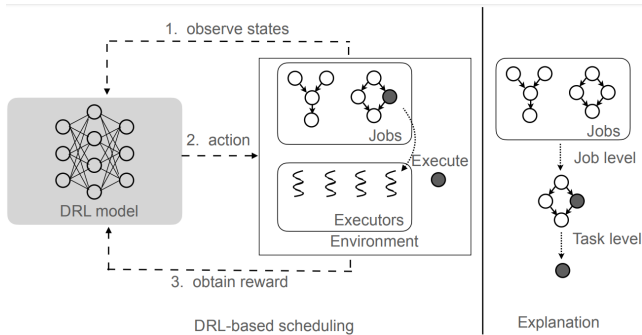 1. observe states
DRL model
2. action
Jobs
Execute
Executors
Environment
3. obtain reward
DRL-based scheduling
Jobs
Job level
Task level
Explanation